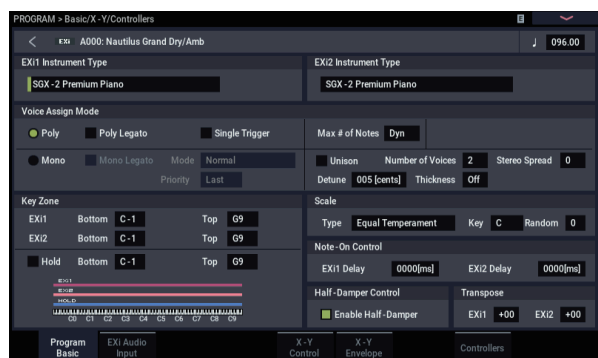 PROGRAM > Basic/X-Y/Controllers E
EXi A000: Nautilus Grand Dry/Amb ♩ 096.00
EXi1 Instrument Type EXi2 Instrument Type
SGX-2 Premium Piano SGX-2 Premium Piano
Voice Assign Mode
Poly Poly Legato Single Trigger Max # of Notes Dyn
Mono Mono Legato Mode Normal Unison Number of Voices 2 Stereo Spread 0
Priority Last Detune 005 [cents] Thickness Off
Key Zone Scale
EXi1 Bottom C-1 Top G9 Type Equal Temperament Key C Random 0
EXi2 Bottom C-1 Top G9
Note-On Control
Hold Bottom C-1 Top G9 EXi1 Delay 0000[ms] EXi2 Delay 0000[ms]
EXi1
EXi2
HOLD
Half-Damper Control Transpose
Enable Half-Damper EXi1 +00 EXi2 +00
C0 C1 C2 C3 C4 C5 C6 C7 C8 C9
Program Basic EXi Audio Input X-Y Control X-Y Envelope Controllers